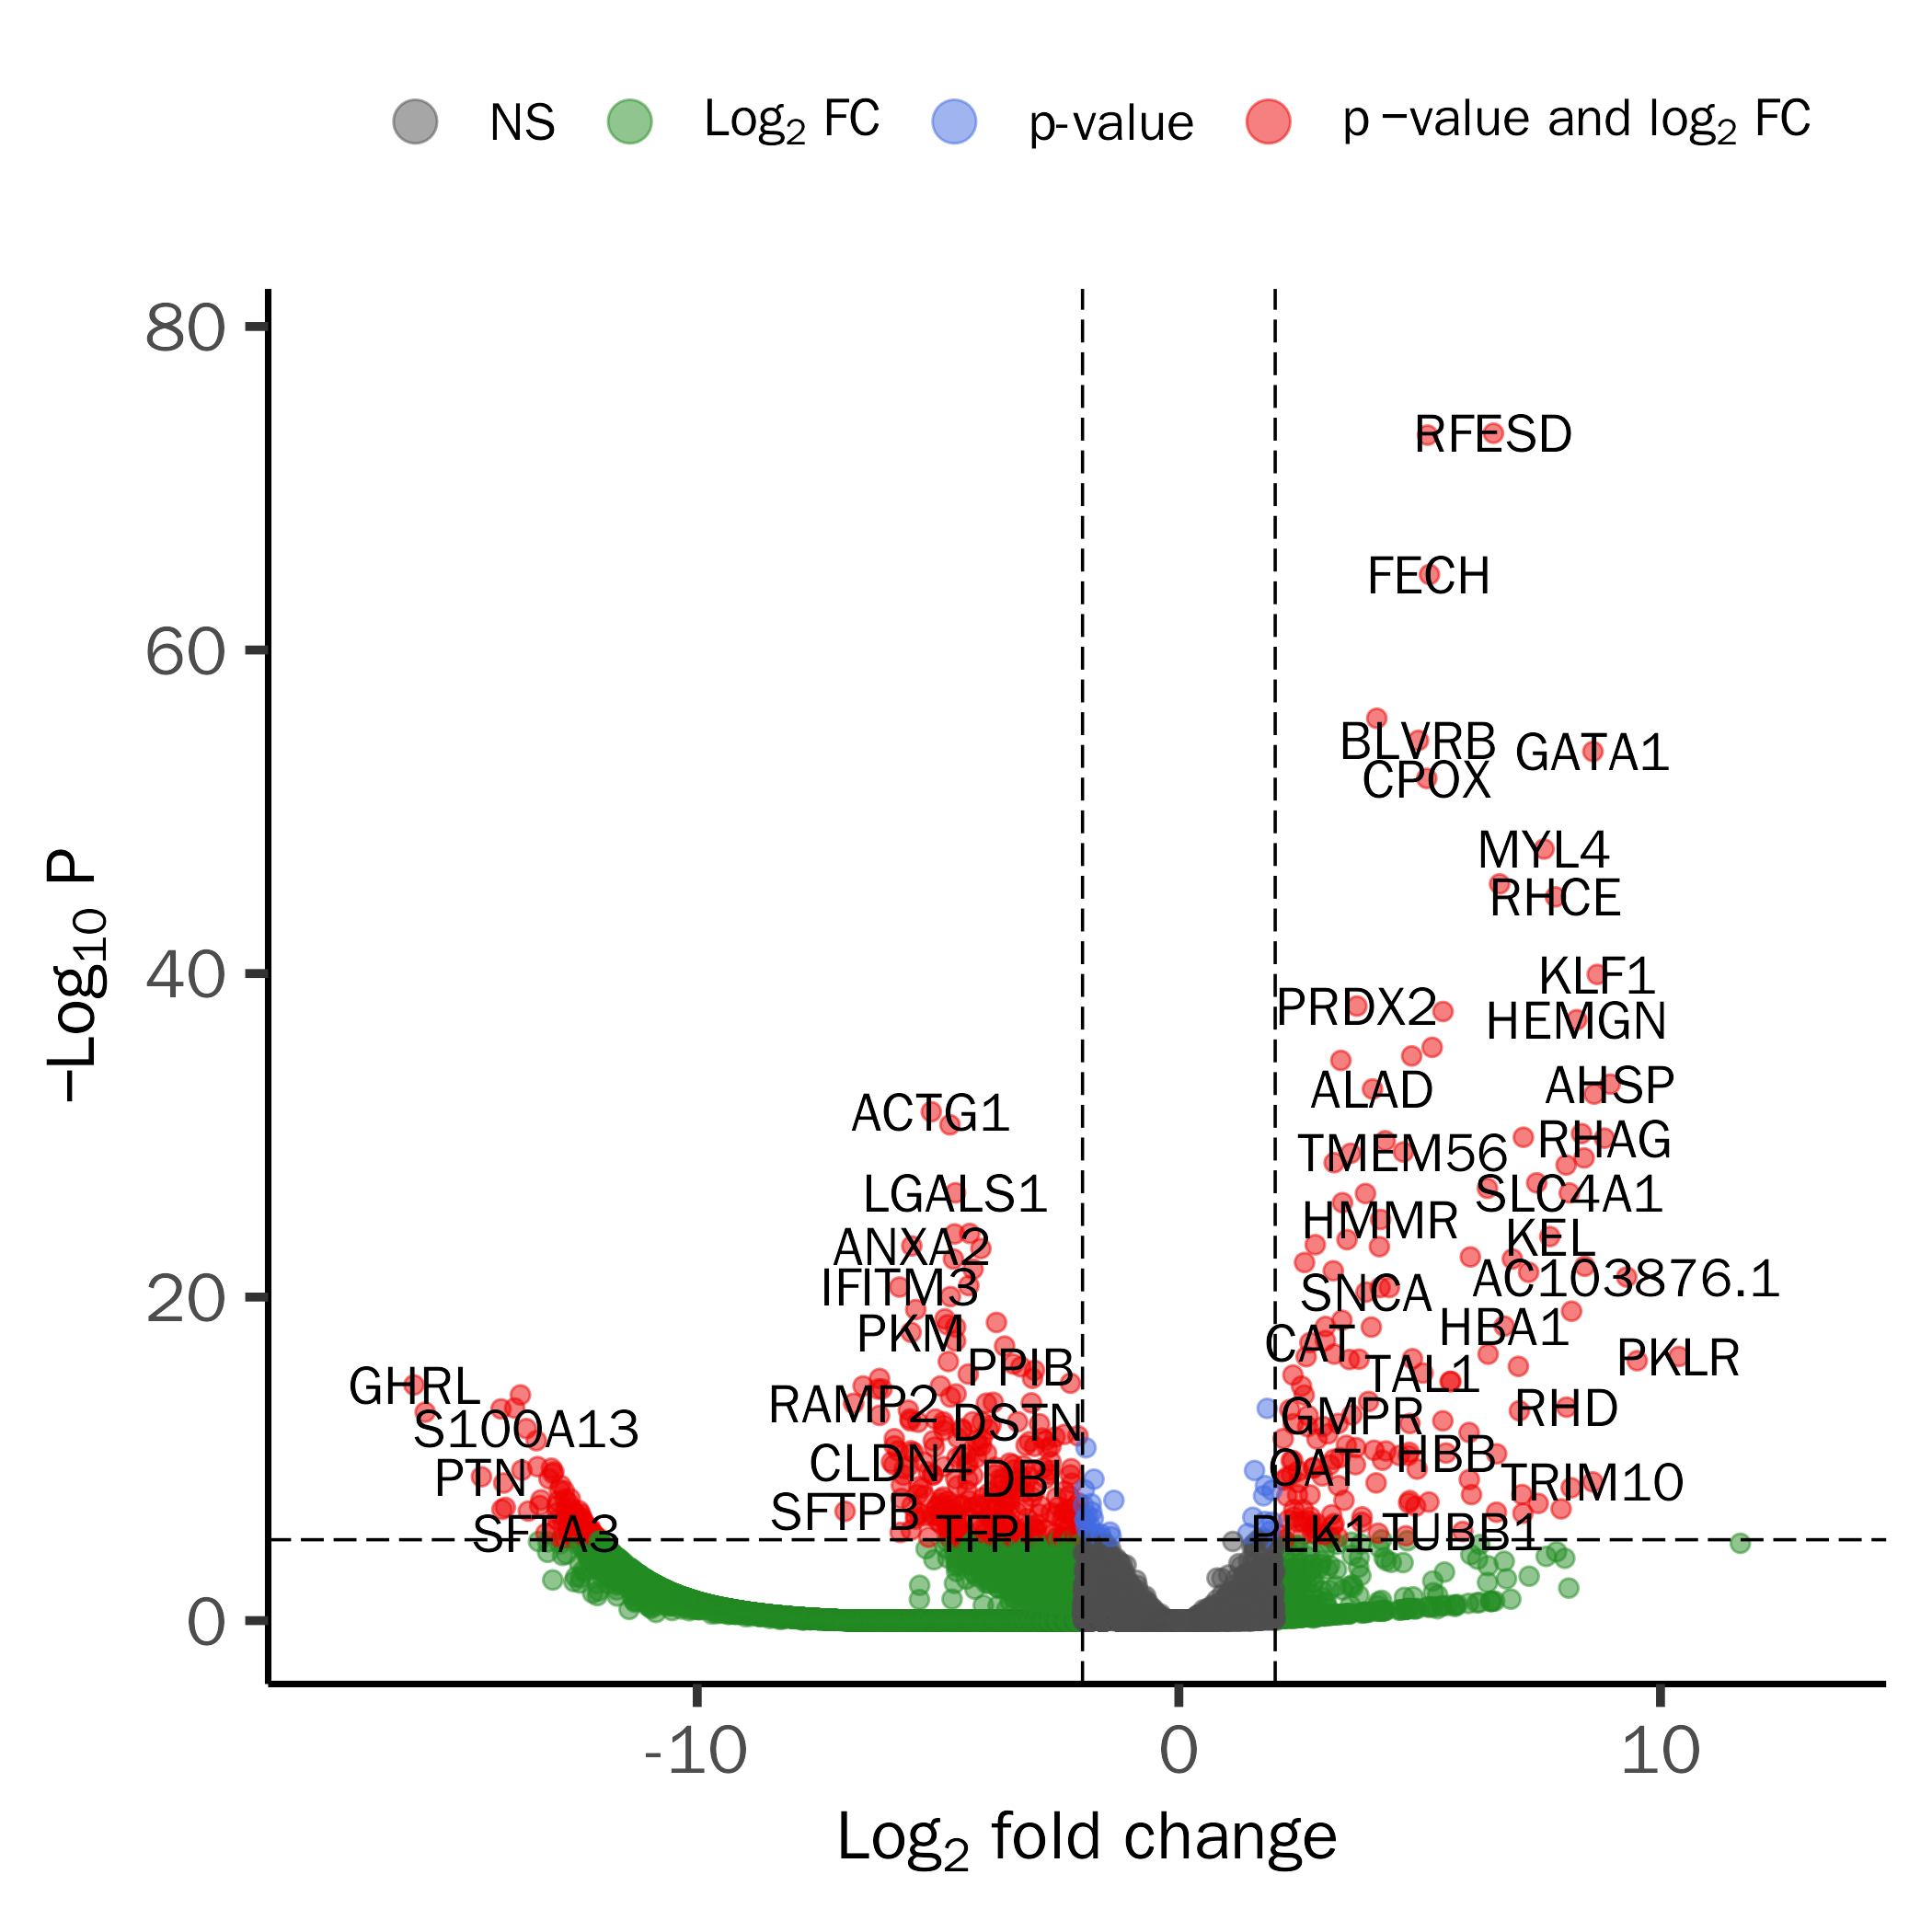 NS Log2 FC p-value p −value and log2 FC
80
RFESD
FECH
60
BLVRB
GATA1
CPOX
MYL4
RHCE
−Log10 P
40
KLF1
PRDX2
HEMGN
AHSP
ALAD
ACTG1
RHAG
TMEM56
LGALS1
SLC4A1
HMMR
KEL
ANXA2
AC103876.1
IFITM3
SNCA
20
HBA1
PKM
CAT
PKLR
PPIB
TAL1
GHRL
RAMP2
RHD
GMPR
DSTN
S100A13
HBB
CLDN4
OAT
PTN
DBI
TRIM10
SFTPB
TUBB1
SFTA3
TFPI
PLK1
0
-10 0 10
Log2 fold change